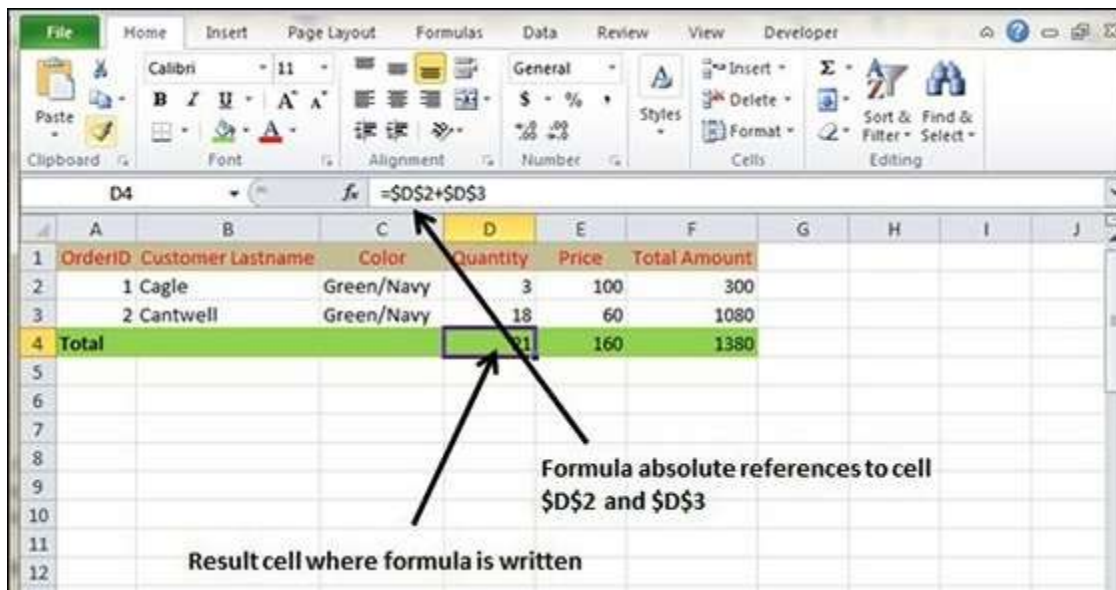 File Home Insert Page Layout Formulas Data Review View Developer
Calibri 11 General Insert
Paste B I U A A $ % , Styles Delete Sort & Find &
Format Filter Select
Clipboard Font Alignment Number Cells Editing
D4 fx =$D$2+$D$3
A B C D E F G H I J
1 OrderID Customer Lastname Color Quantity Price Total Amount
2 1 Cagle Green/Navy 3 100 300
3 2 Cantwell Green/Navy 18 60 1080
4 Total 21 160 1380
5
6
7
8
Formula absolute references to cell
9
$D$2 and $D$3
10
11
Result cell where formula is written
12